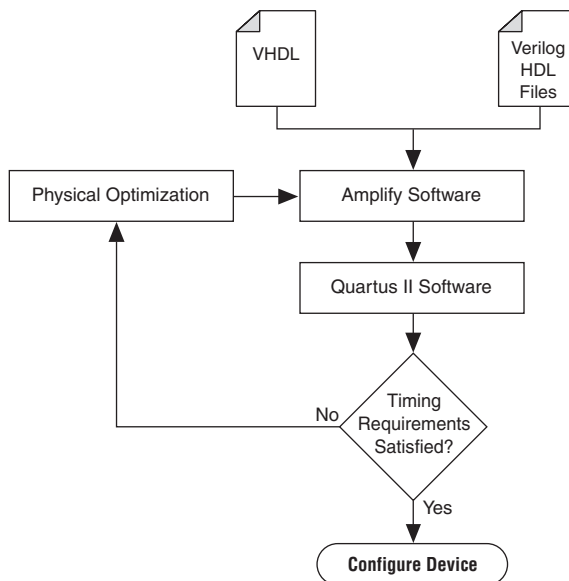 VHDL
Verilog
HDL
Files
Physical Optimization
Amplify Software
Quartus II Software
Timing
Requirements
Satisfied?
No
Yes
Configure Device